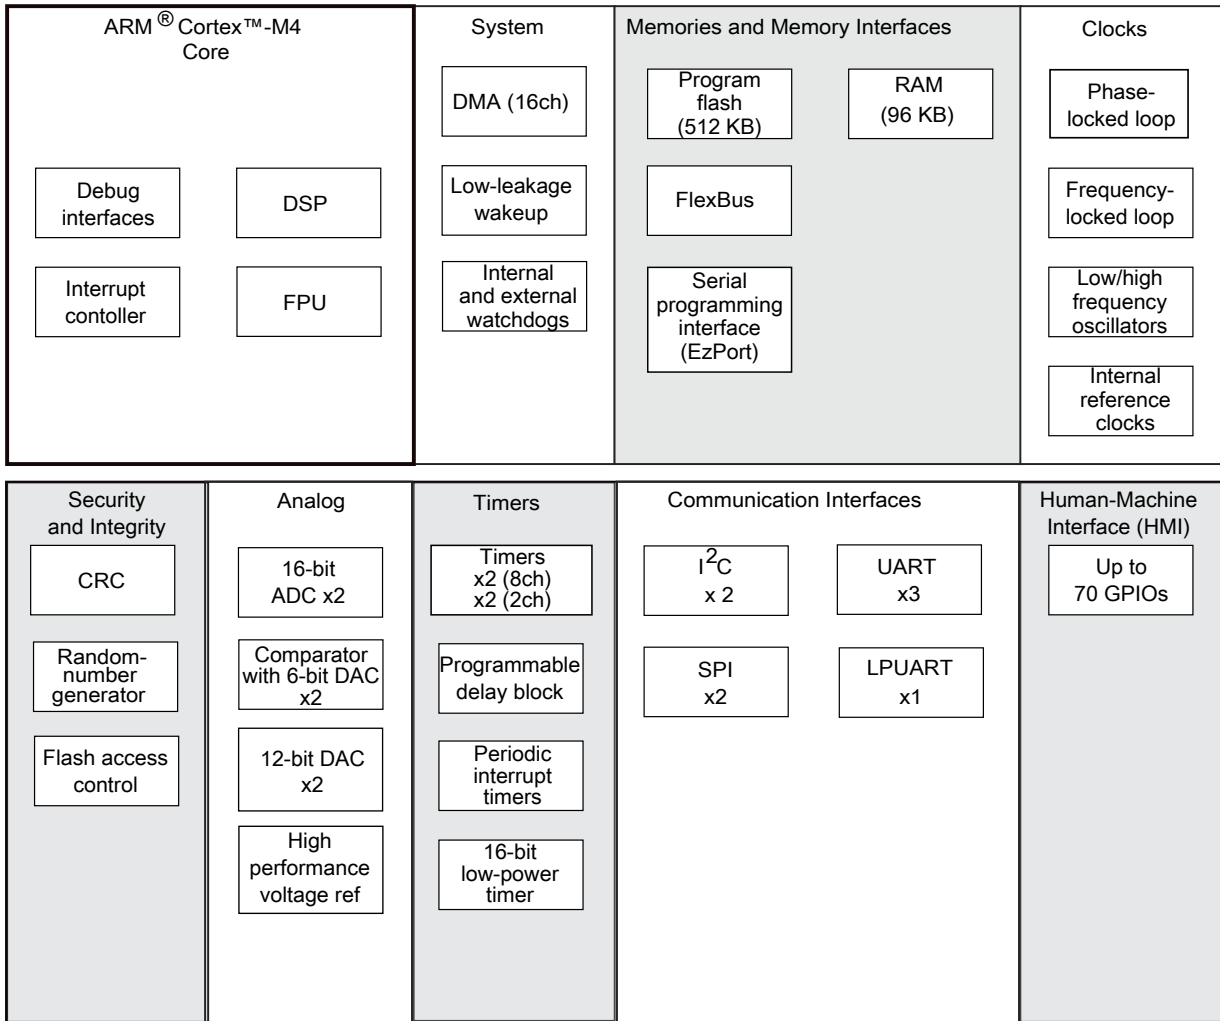 ARM ® Cortex™-M4
Core
Debug
interfaces
DSP
Interrupt
contoller
FPU
System
DMA (16ch)
Low-leakage
wakeup
Internal
and external
watchdogs
Memories and Memory Interfaces
Program
flash
(512 KB)
RAM
(96 KB)
FlexBus
Serial
programming
interface
(EzPort)
Clocks
Phase-
locked loop
Frequency-
locked loop
Low/high
frequency
oscillators
Internal
reference
clocks
Security
and Integrity
CRC
Random-
number
generator
Flash access
control
Analog
16-bit
ADC x2
Comparator
with 6-bit DAC
x2
12-bit DAC
x2
High
performance
voltage ref
Timers
Timers
x2 (8ch)
x2 (2ch)
Programmable
delay block
Periodic
interrupt
timers
16-bit
low-power
timer
Communication Interfaces
I²C
x 2
UART
x3
SPI
x2
LPUART
x1
Human-Machine
Interface (HMI)
Up to
70 GPIOs